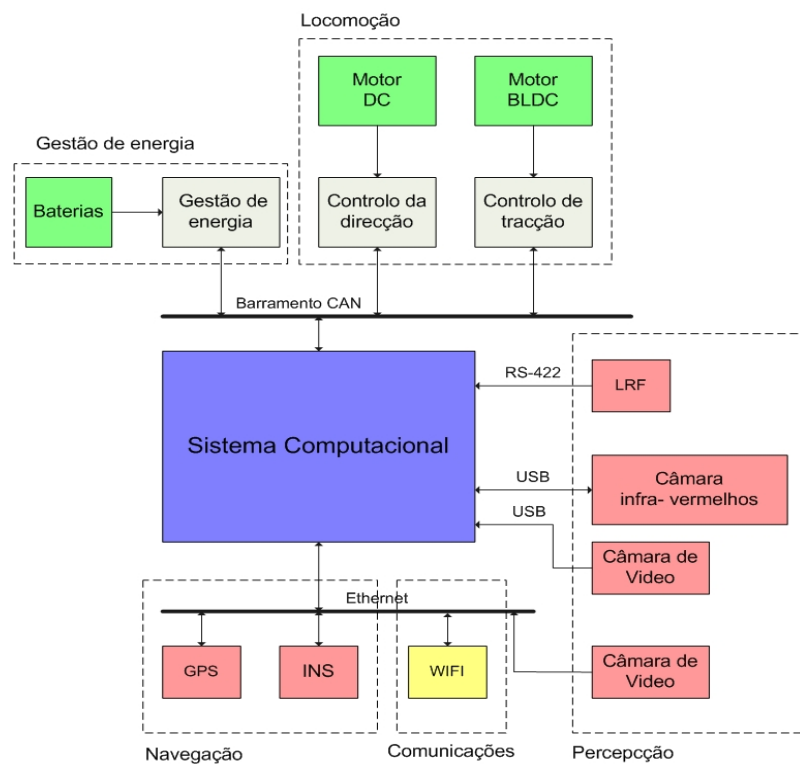 Locomoção
Motor
DC
Motor
BLDC
Gestão de energia
Baterias
Gestão de
energia
Controlo da
direcção
Controlo de
tracção
Barramento CAN
Sistema Computacional
RS-422
LRF
USB
Câmara
infra- vermelhos
USB
Câmara de
Video
Ethernet
GPS
INS
WIFI
Câmara de
Video
Navegação
Comunicações
Percepcção